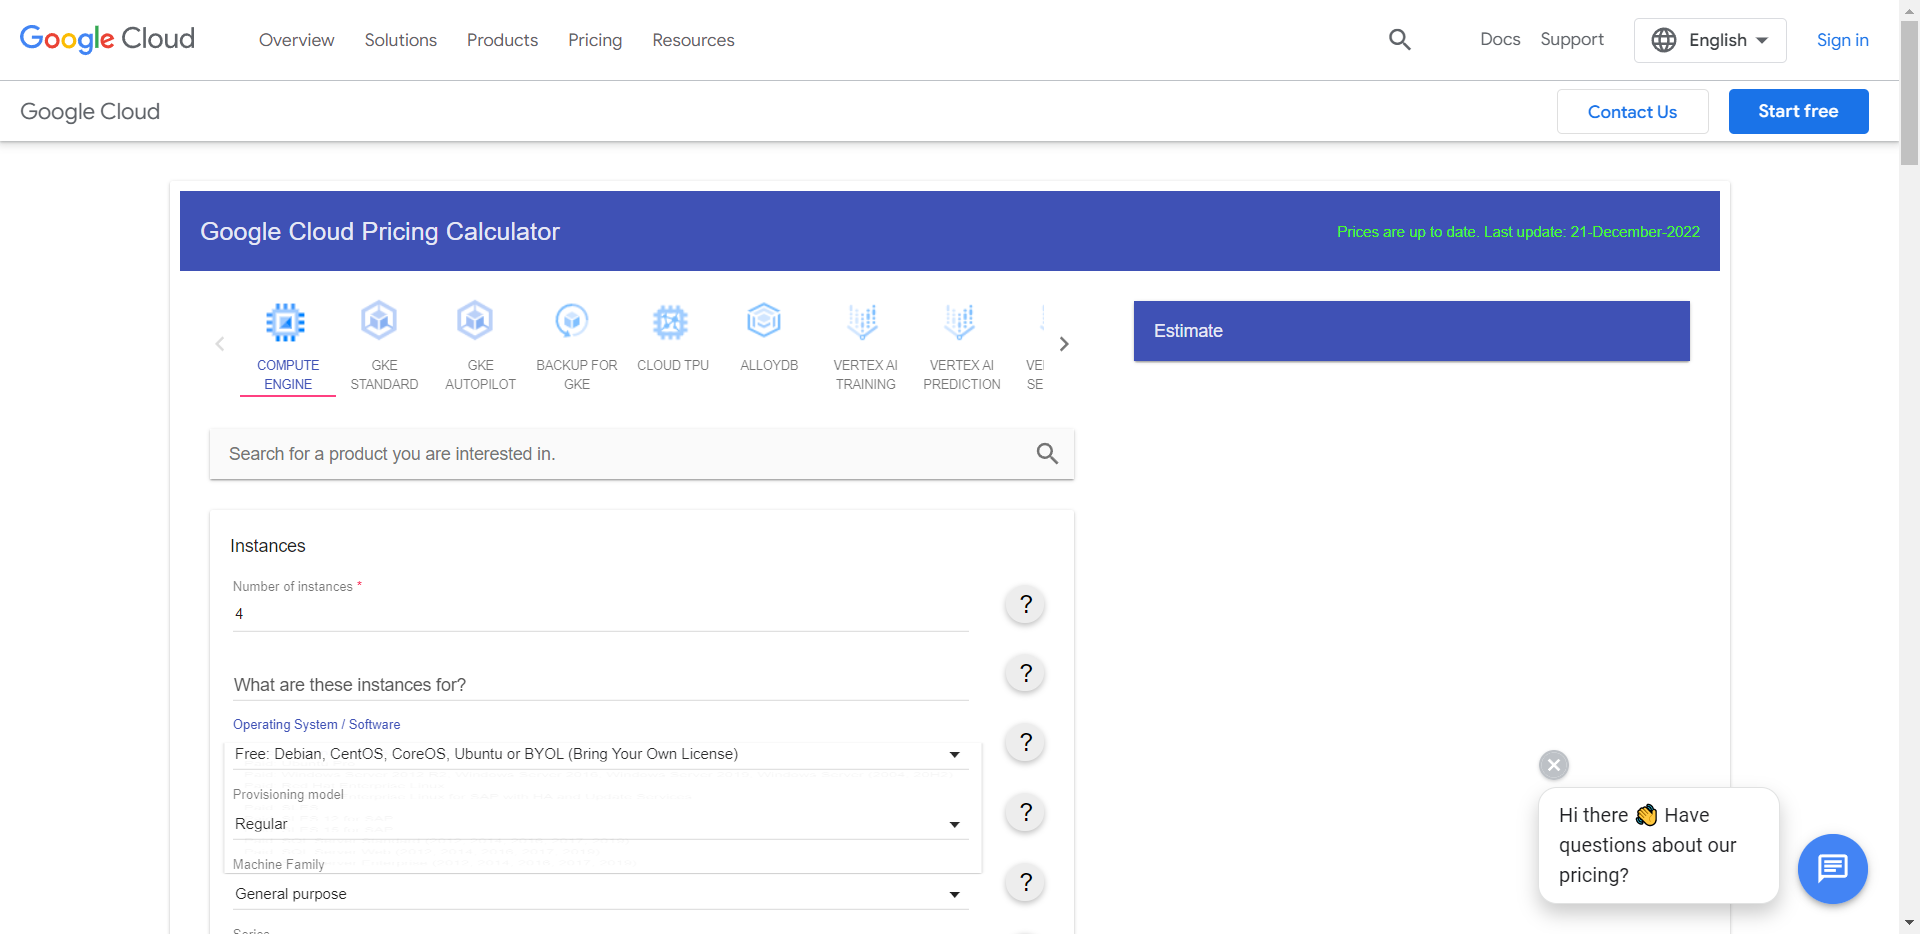 Google Cloud
Overview
Solutions
Products
Pricing
Resources
Docs
Support
English
Sign in
Google Cloud
Contact Us
Start free
Google Cloud Pricing Calculator
Prices are up to date. Last update: 21-December-2022
COMPUTE
ENGINE
GKE
STANDARD
GKE
AUTOPILOT
BACKUP FOR
GKE
CLOUD TPU
ALLOYDB
VERTEX AI
TRAINING
VERTEX AI
PREDICTION
VE
SE
Estimate
Search for a product you are interested in.
Instances
Number of instances *
4
?
What are these instances for?
?
Operating System / Software
Free: Debian, CentOS, CoreOS, Ubuntu or BYOL (Bring Your Own License)
?
Provisioning model
Regular
?
Machine Family
General purpose
?
Hi there 👋 Have
questions about our
pricing?